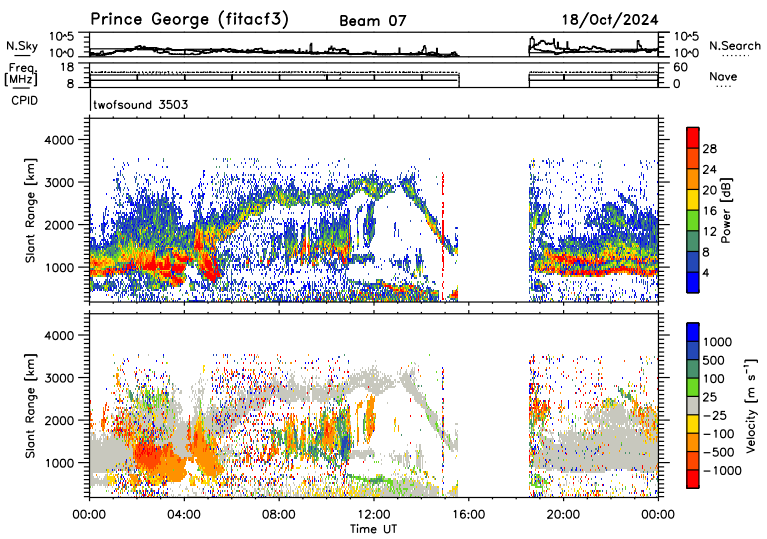 Prince George (fitacf3) Beam 07 18/Oct/2024
N.Sky 10^5 10^0 10^5 10^0 N.Search
Freq. [MHz] 18 8 60 0 Nave
CPID twofsound 3503
Slant Range [km] 4000 3000 2000 1000
Power [dB] 28 24 20 16 12 8 4
Slant Range [km] 4000 3000 2000 1000
Velocity [m s⁻¹] 1000 500 100 25 -25 -100 -500 -1000
00:00 04:00 08:00 12:00 16:00 20:00 00:00
Time UT